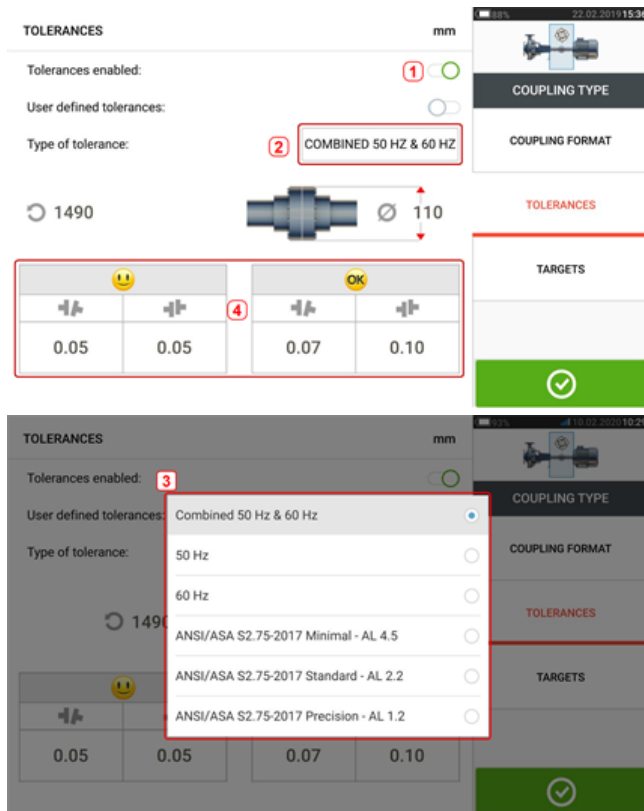 88% 22.02.2019 15:36
TOLERANCES mm
Tolerances enabled: 1
User defined tolerances:
Type of tolerance: 2 COMBINED 50 HZ & 60 HZ
1490 Ø 110
OK
4
0.05 0.05 0.07 0.10
COUPLING TYPE
COUPLING FORMAT
TOLERANCES
TARGETS
93% 10.02.2020 10:29
TOLERANCES mm
Tolerances enabled: 3
User defined tolerances:
Type of tolerance:
Combined 50 Hz & 60 Hz
50 Hz
60 Hz
ANSI/ASA S2.75-2017 Minimal - AL 4.5
ANSI/ASA S2.75-2017 Standard - AL 2.2
ANSI/ASA S2.75-2017 Precision - AL 1.2
1490
0.05 0.05 0.07 0.10
COUPLING TYPE
COUPLING FORMAT
TOLERANCES
TARGETS